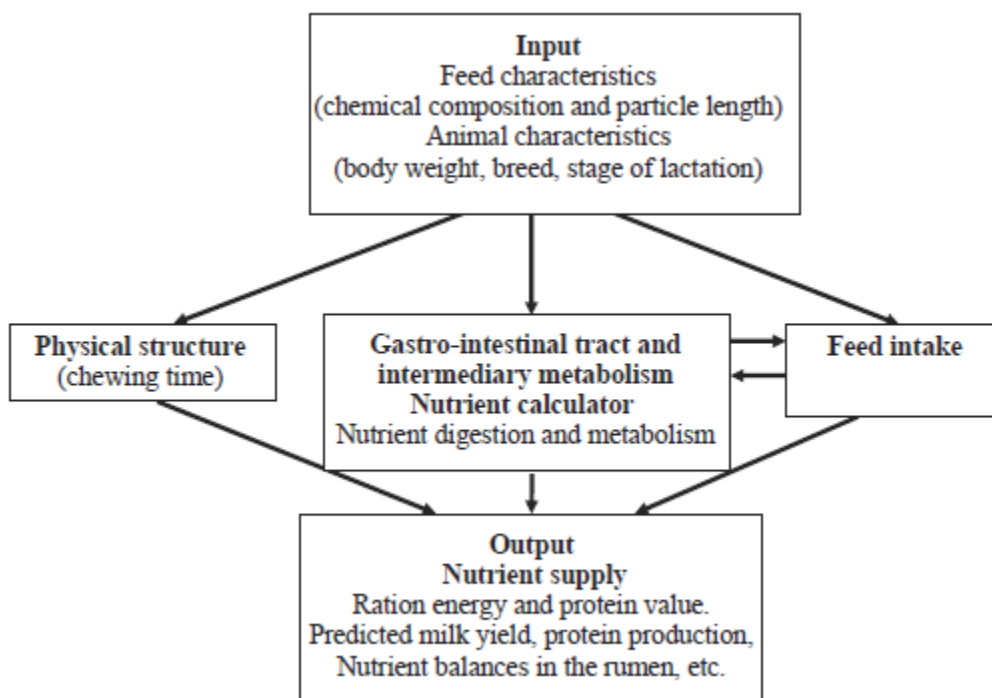 Input
Feed characteristics
(chemical composition and particle length)
Animal characteristics
(body weight, breed, stage of lactation)
Physical structure
(chewing time)
Gastro-intestinal tract and
intermediary metabolism
Nutrient calculator
Nutrient digestion and metabolism
Feed intake
Output
Nutrient supply
Ration energy and protein value.
Predicted milk yield, protein production,
Nutrient balances in the rumen, etc.